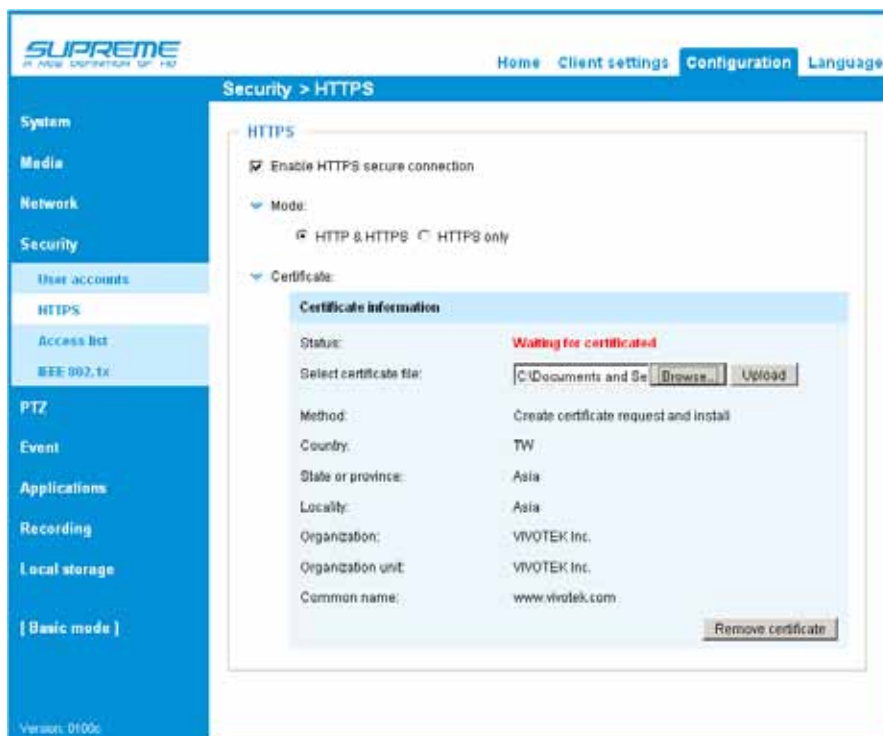 SUPREME
A NEW DEFINITION OF HD
Home Client settings Configuration Language
Security > HTTPS
System
Media
Network
Security
User accounts
HTTPS
Access list
IEEE 802.1x
PTZ
Event
Applications
Recording
Local storage
[ Basic mode ]
Version: 0100c
HTTPS
Enable HTTPS secure connection
Mode:
HTTP & HTTPS HTTPS only
Certificate:
Certificate information
Status: Waiting for certificated
Select certificate file: C:\Documents and Se Browse... Upload
Method: Create certificate request and install
Country: TW
State or province: Asia
Locality: Asia
Organization: VIVOTEK Inc.
Organization unit: VIVOTEK Inc.
Common name: www.vivotek.com
Remove certificate